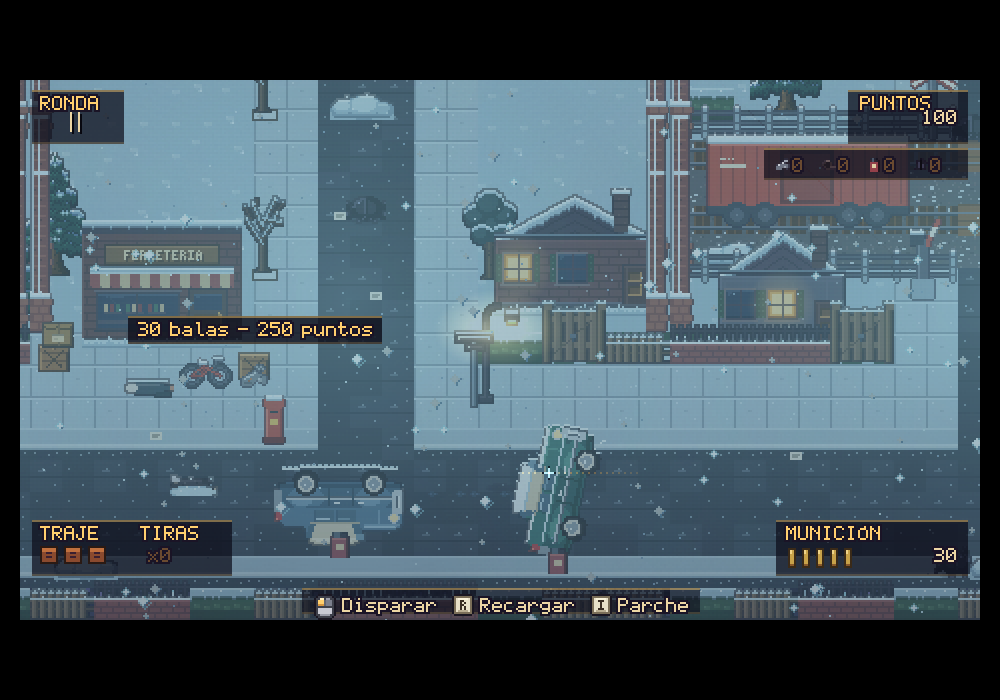 RONDA
||
PUNTOS
100
0 0 0 0
FERRETERIA
30 balas - 250 puntos
TRAJE TIRAS
x0
MUNICIÓN
30
Disparar R Recargar I Parche